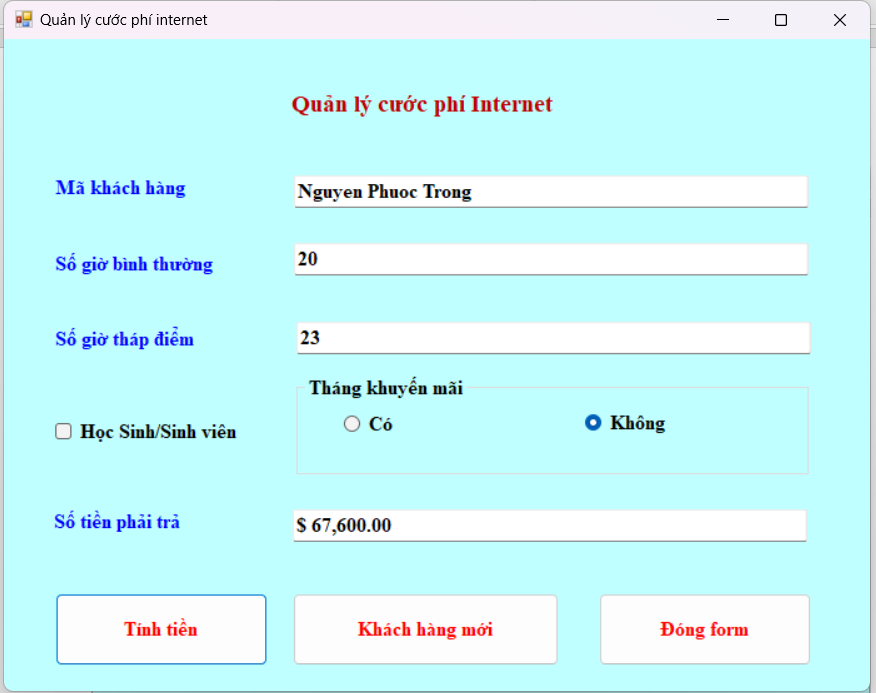 Quản lý cước phí internet
Quản lý cước phí Internet
Mã khách hàng
Nguyen Phuoc Trong
Số giờ bình thường
20
Số giờ tháp điểm
23
Tháng khuyến mãi
Học Sinh/Sinh viên
Có
Không
Số tiền phải trả
$ 67,600.00
Tính tiền
Khách hàng mới
Đóng form